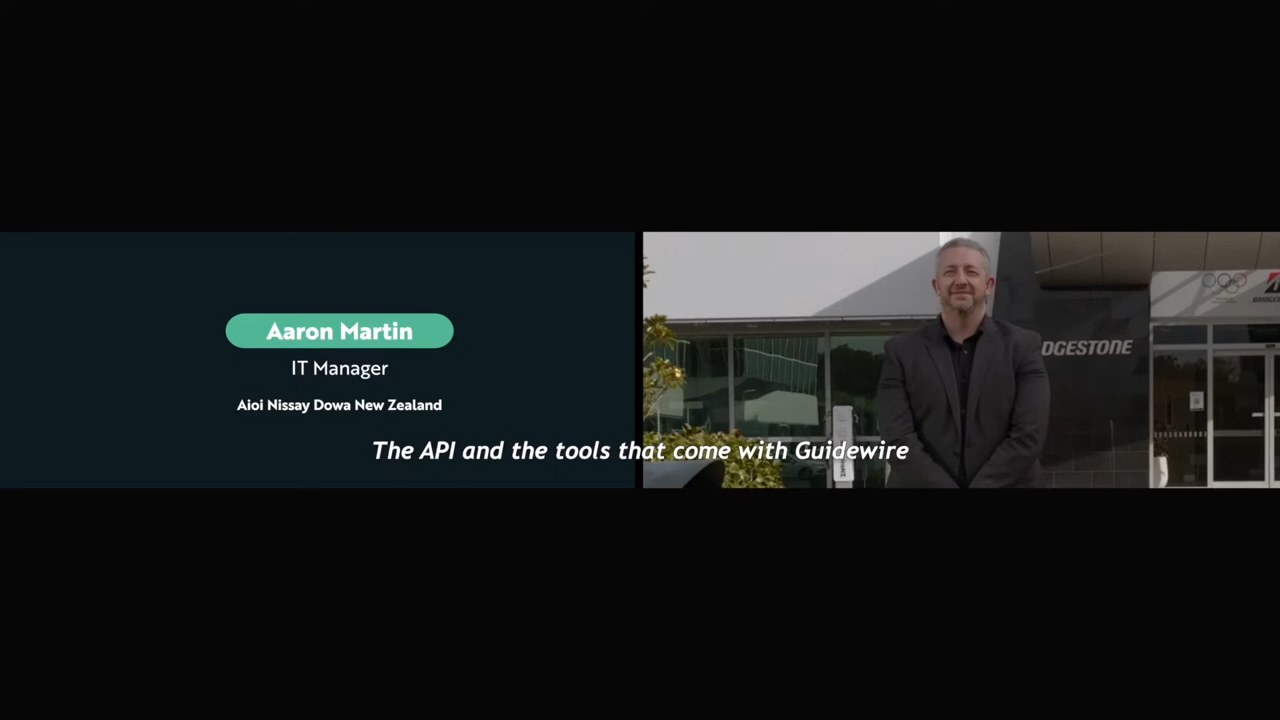 Aaron Martin
IT Manager
Aioi Nissay Dowa New Zealand
The API and the tools that come with Guidewire
DGESTONE